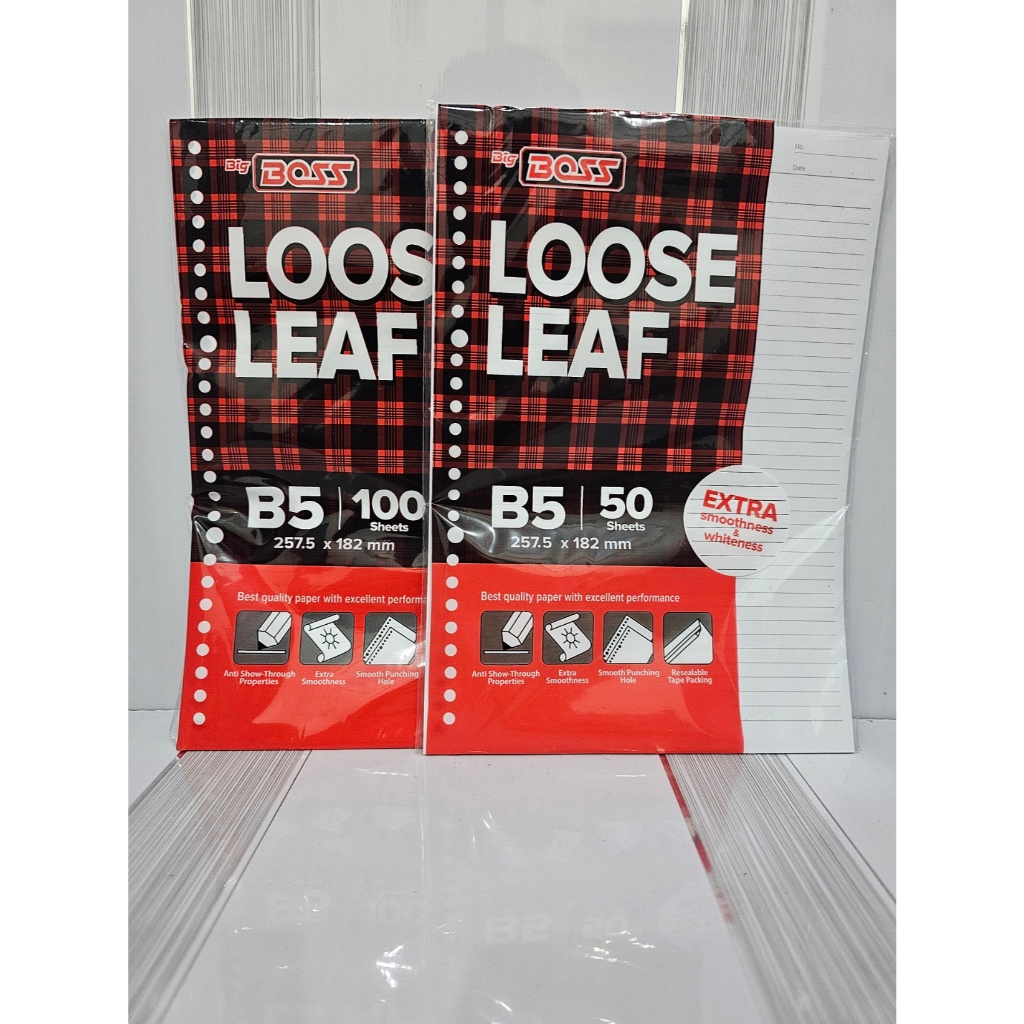 Big BOSS
LOOS
LEAF
B5 | 100
Sheets
257.5 x 182 mm
Best quality paper with excellent performa
Anti Show-Through
Properties
Extra
Smoothness
Smooth Punching
Hole
Big BOSS
LOOSE
LEAF
B5 | 50
Sheets
257.5 x 182 mm
EXTRA
smoothness
&
whiteness
Best quality paper with excellent performance
Anti Show-Through
Properties
Extra
Smoothness
Smooth Punching
Hole
Resealable
Tape Packing
No.
Date